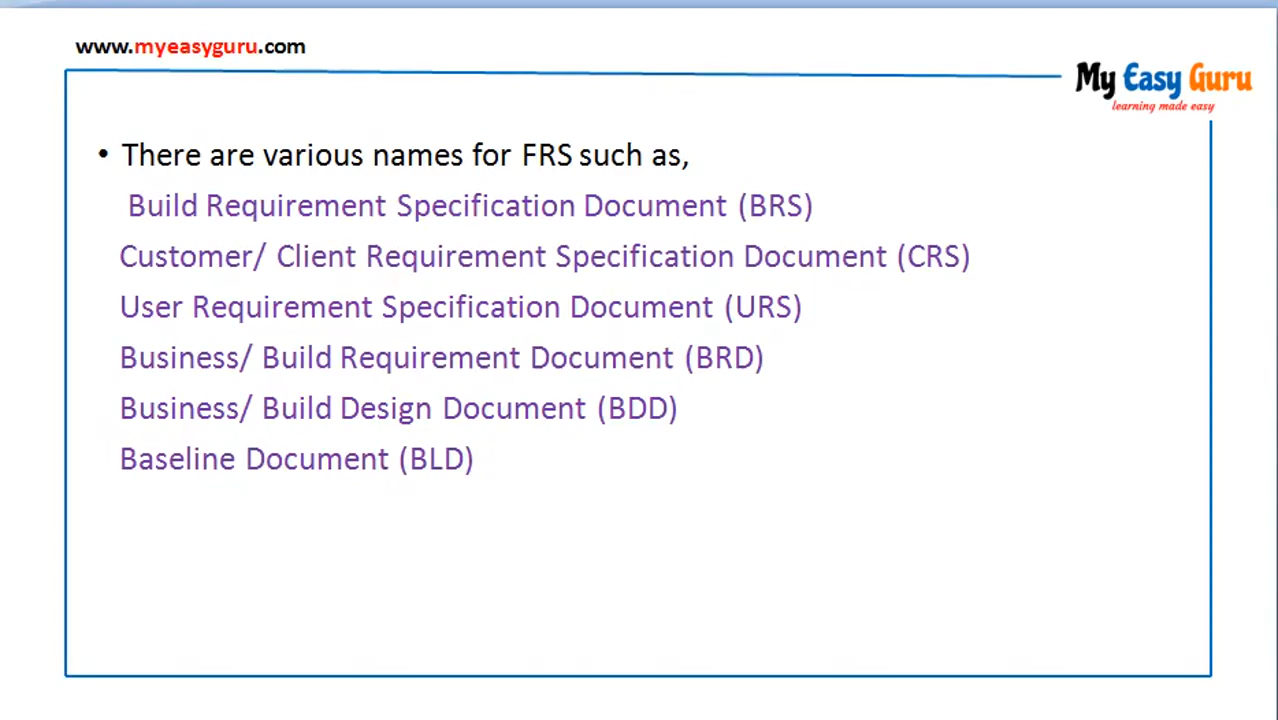 www.myeasyguru.com
My Easy Guru
learning made easy
• There are various names for FRS such as,
Build Requirement Specification Document (BRS)
Customer/ Client Requirement Specification Document (CRS)
User Requirement Specification Document (URS)
Business/ Build Requirement Document (BRD)
Business/ Build Design Document (BDD)
Baseline Document (BLD)